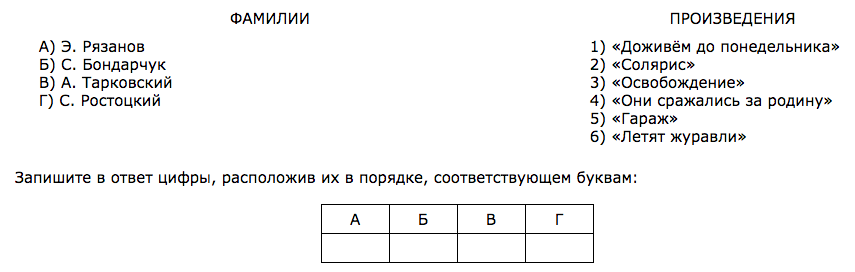 ФАМИЛИИ
А) Э. Рязанов
Б) С. Бондарчук
В) А. Тарковский
Г) С. Ростоцкий
ПРОИЗВЕДЕНИЯ
1) «Доживём до понедельника»
2) «Солярис»
3) «Освобождение»
4) «Они сражались за родину»
5) «Гараж»
6) «Летят журавли»
Запишите в ответ цифры, расположив их в порядке, соответствующем буквам:
А Б В Г